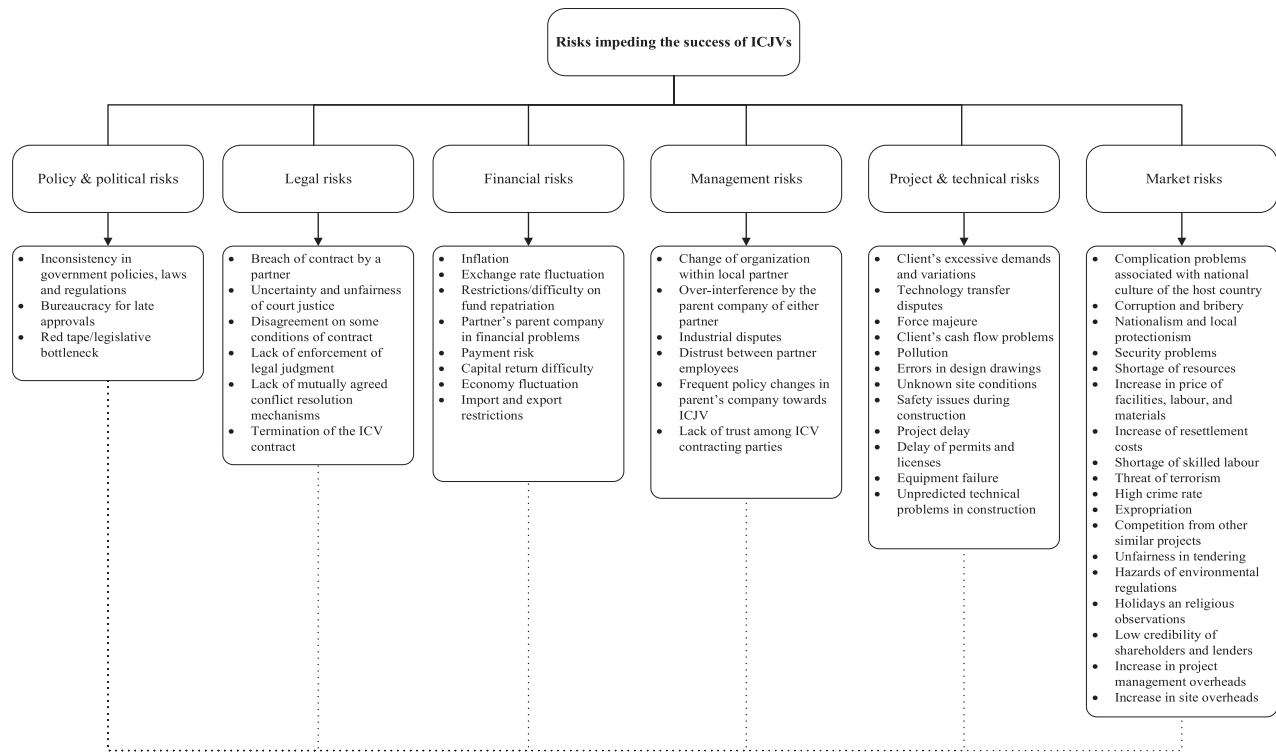 Risks impeding the success of ICJVs
Policy & political risks
Legal risks
Financial risks
Management risks
Project & technical risks
Market risks
• Inconsistency in
government policies, laws
and regulations
• Bureaucracy for late
approvals
• Red tape/legislative
bottleneck
• Breach of contract by a
partner
• Uncertainty and unfairness
of court justice
• Disagreement on some
conditions of contract
• Lack of enforcement of
legal judgment
• Lack of mutually agreed
conflict resolution
mechanisms
• Termination of the ICV
contract
• Inflation
• Exchange rate fluctuation
• Restrictions/difficulty on
fund repatriation
• Partner's parent company
in financial problems
• Payment risk
• Capital return difficulty
• Economy fluctuation
• Import and export
restrictions
• Change of organization
within local partner
• Over-interference by the
parent company of either
partner
• Industrial disputes
• Distrust between partner
employees
• Frequent policy changes in
parent's company towards
ICJV
• Lack of trust among ICV
contracting parties
• Client's excessive demands
and variations
• Technology transfer
disputes
• Force majeure
• Client's cash flow problems
• Pollution
• Errors in design drawings
• Unknown site conditions
• Safety issues during
construction
• Project delay
• Delay of permits and
licenses
• Equipment failure
• Unpredicted technical
problems in construction
• Complication problems
associated with national
culture of the host country
• Corruption and bribery
• Nationalism and local
protectionism
• Security problems
• Shortage of resources
• Increase in price of
facilities, labour, and
materials
• Increase of resettlement
costs
• Shortage of skilled labour
• Threat of terrorism
• High crime rate
• Expropriation
• Competition from other
similar projects
• Unfairness in tendering
• Hazards of environmental
regulations
• Holidays an religious
observations
• Low credibility of
shareholders and lenders
• Increase in project
management overheads
• Increase in site overheads